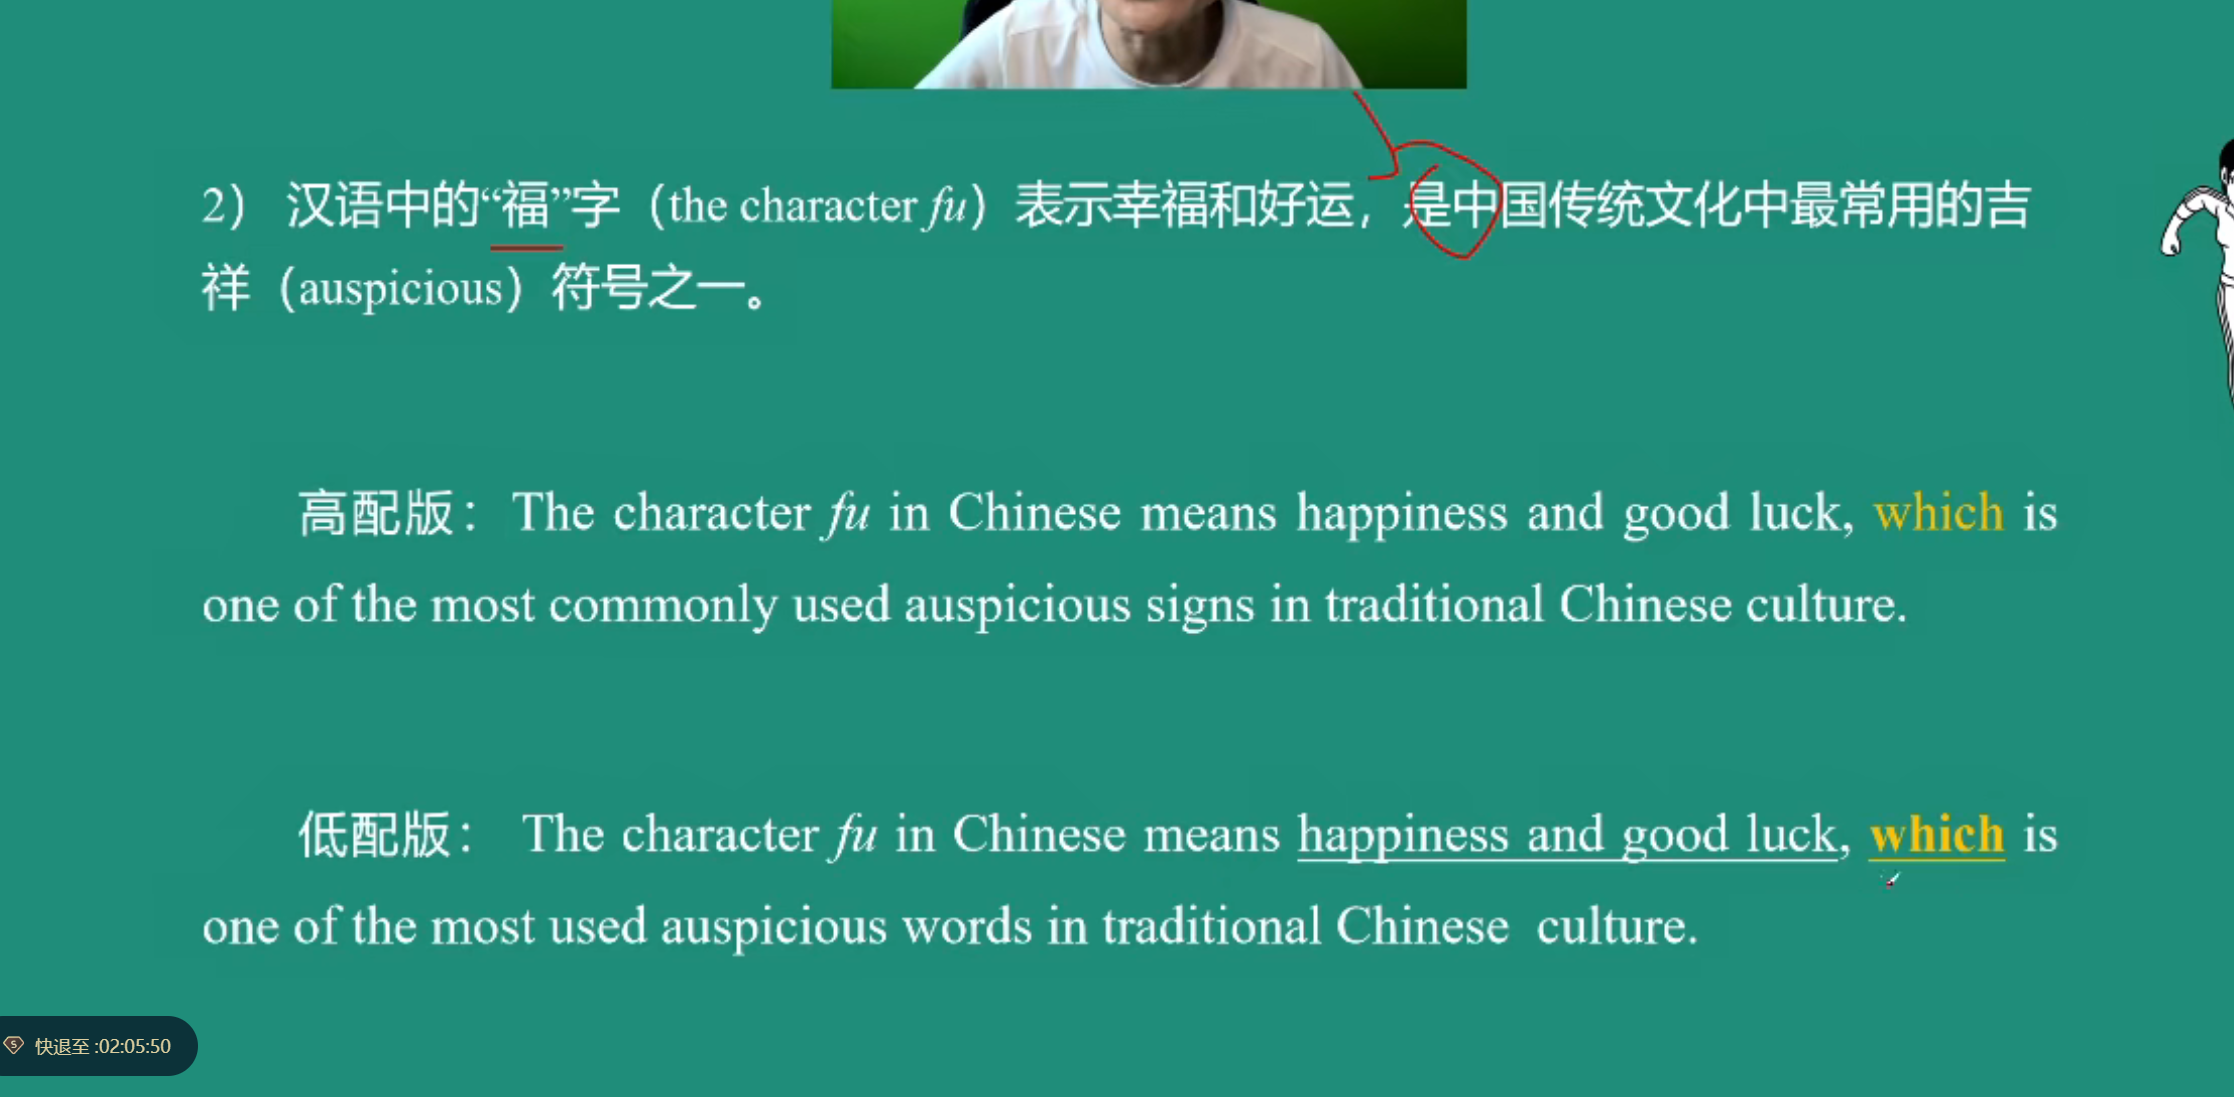 2） 汉语中的“福”字（the character fu）表示幸福和好运，是中国传统文化中最常用的吉
祥（auspicious）符号之一。
高配版：The character fu in Chinese means happiness and good luck, which is
one of the most commonly used auspicious signs in traditional Chinese culture.
低配版： The character fu in Chinese means happiness and good luck, which is
one of the most used auspicious words in traditional Chinese culture.
快退至 :02:05:50